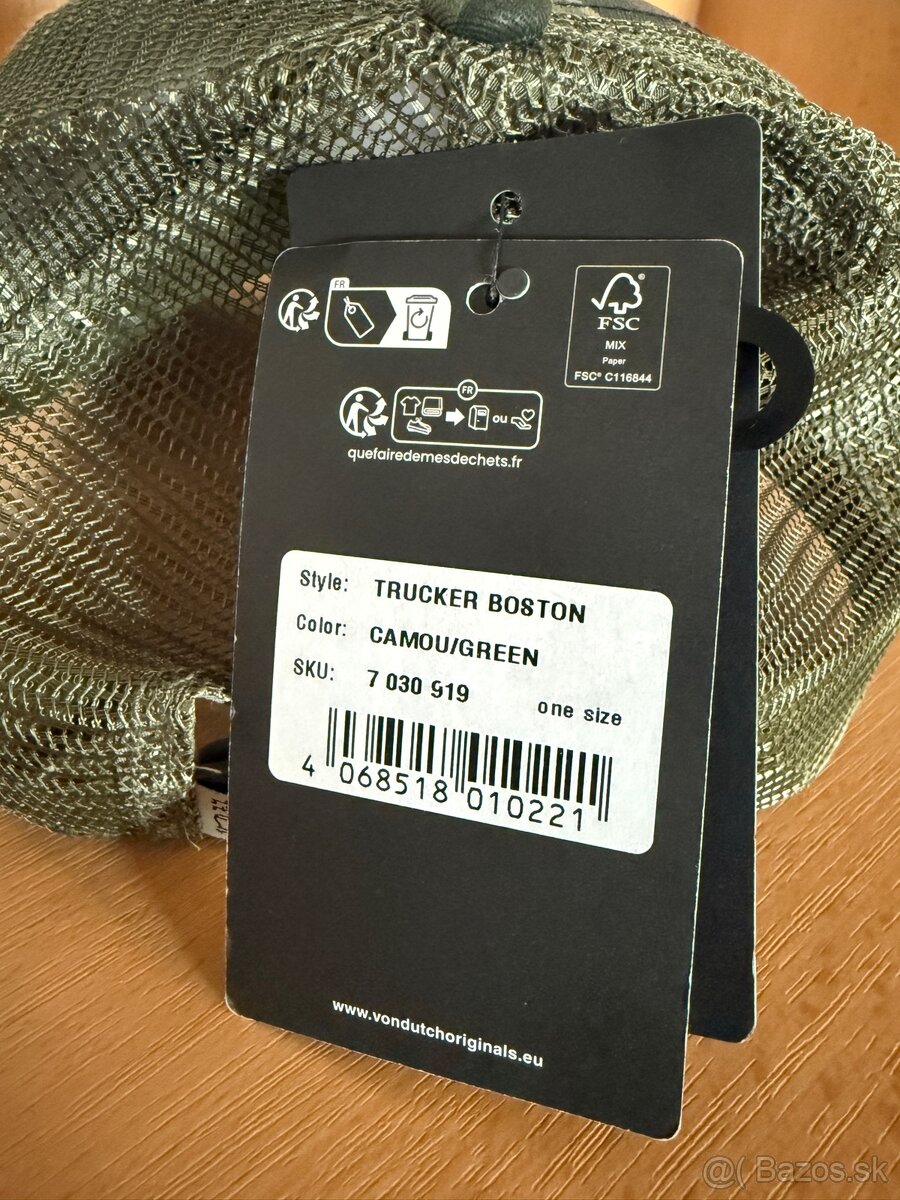 FR
FSC®
MIX
Paper
FSC® C116844
FR
ou
quefairedemesdechets.fr
Style: TRUCKER BOSTON
Color: CAMOU/GREEN
SKU: 7 030 919
one size
4 068518 010221
www.vondutchoriginals.eu
@( Bazos.sk